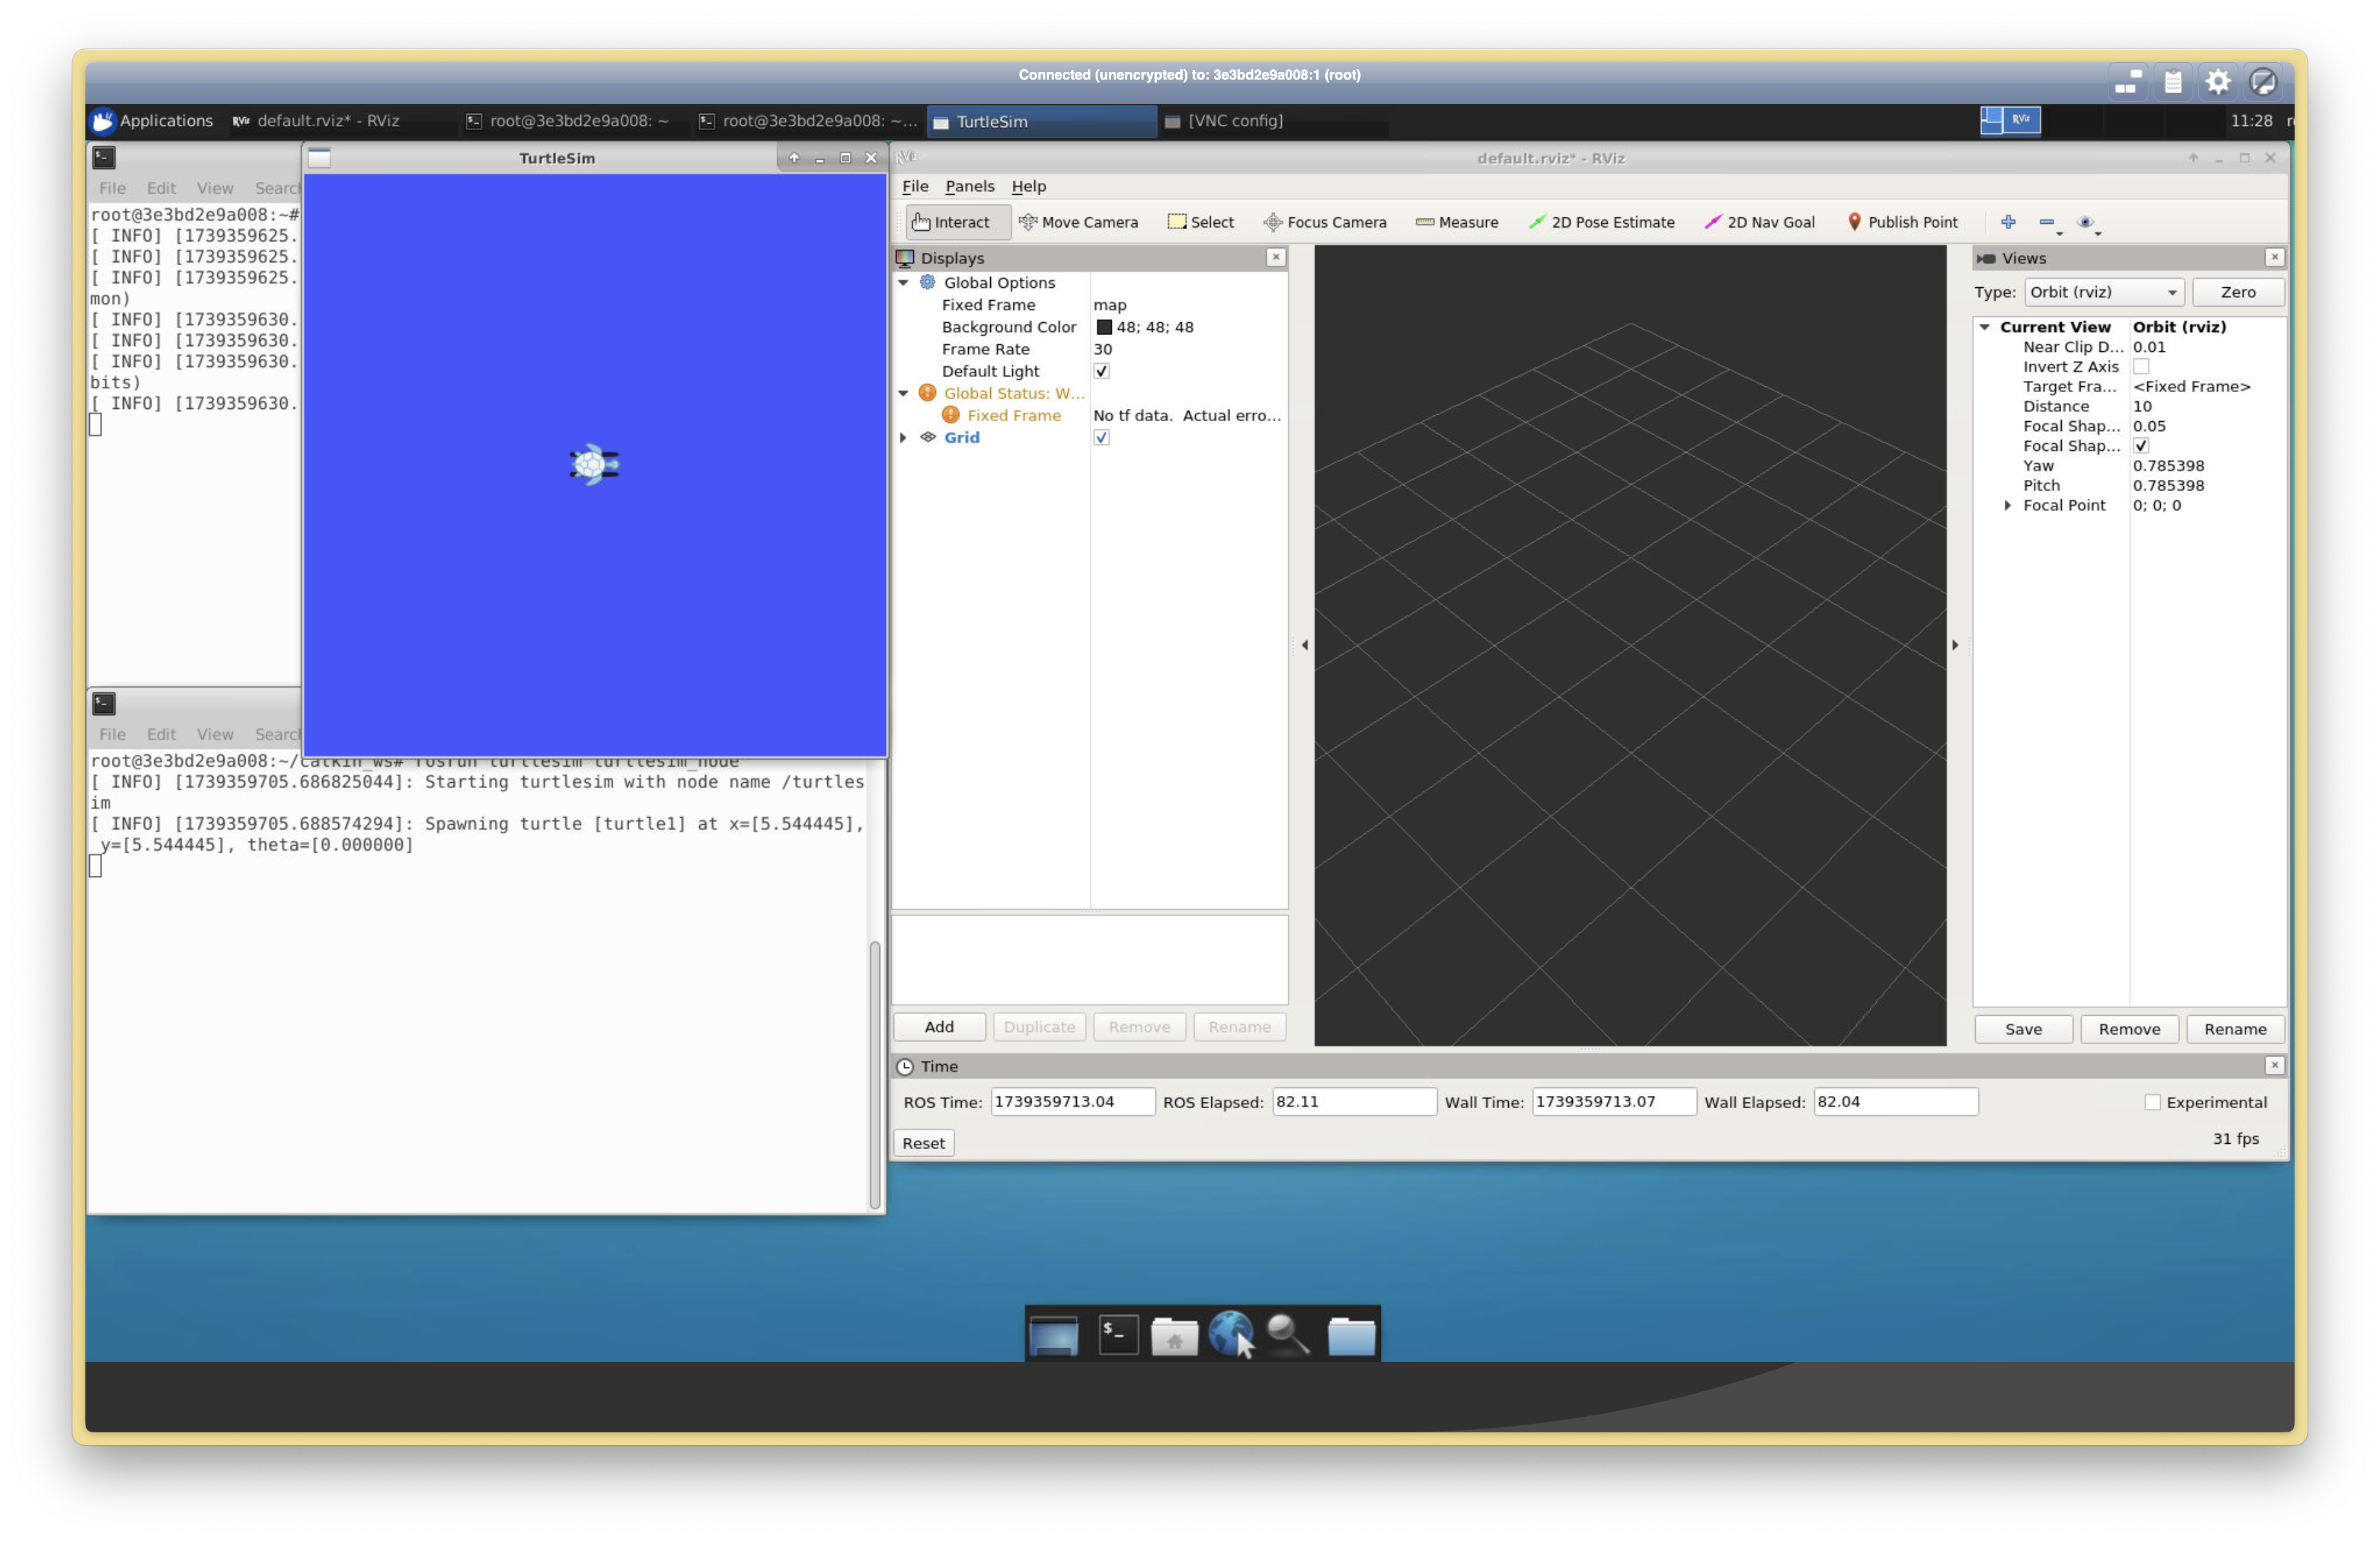 Connected (unencrypted) to: 3e3bd2e9a008:1 (root)
Applications
RViz default.rviz* - RViz
root@3e3bd2e9a008: ~
root@3e3bd2e9a008: ~...
TurtleSim
[VNC config]
RViz
11:28
File Edit View Search
root@3e3bd2e9a008:~#
[ INFO] [1739359625.
[ INFO] [1739359625.
[ INFO] [1739359625.
mon)
[ INFO] [1739359630.
[ INFO] [1739359630.
[ INFO] [1739359630.
bits)
[ INFO] [1739359630.
TurtleSim
File Edit View Search
root@3e3bd2e9a008:~/catkin_ws# rosrun turtlesim turtlesim_node
[ INFO] [1739359705.686825044]: Starting turtlesim with node name /turtles
im
[ INFO] [1739359705.688574294]: Spawning turtle [turtle1] at x=[5.544445],
y=[5.544445], theta=[0.000000]
RViz
default.rviz* - RViz
File Panels Help
Interact Move Camera Select Focus Camera Measure 2D Pose Estimate 2D Nav Goal Publish Point
Displays
Global Options
Fixed Frame map
Background Color 48; 48; 48
Frame Rate 30
Default Light
Global Status: W...
Fixed Frame No tf data. Actual erro...
Grid
Add Duplicate Remove Rename
Views
Type: Orbit (rviz) Zero
Current View Orbit (rviz)
Near Clip D... 0.01
Invert Z Axis
Target Fra... <Fixed Frame>
Distance 10
Focal Shap... 0.05
Focal Shap...
Yaw 0.785398
Pitch 0.785398
Focal Point 0; 0; 0
Save Remove Rename
Time
ROS Time: 1739359713.04 ROS Elapsed: 82.11 Wall Time: 1739359713.07 Wall Elapsed: 82.04 Experimental
Reset
31 fps
$_